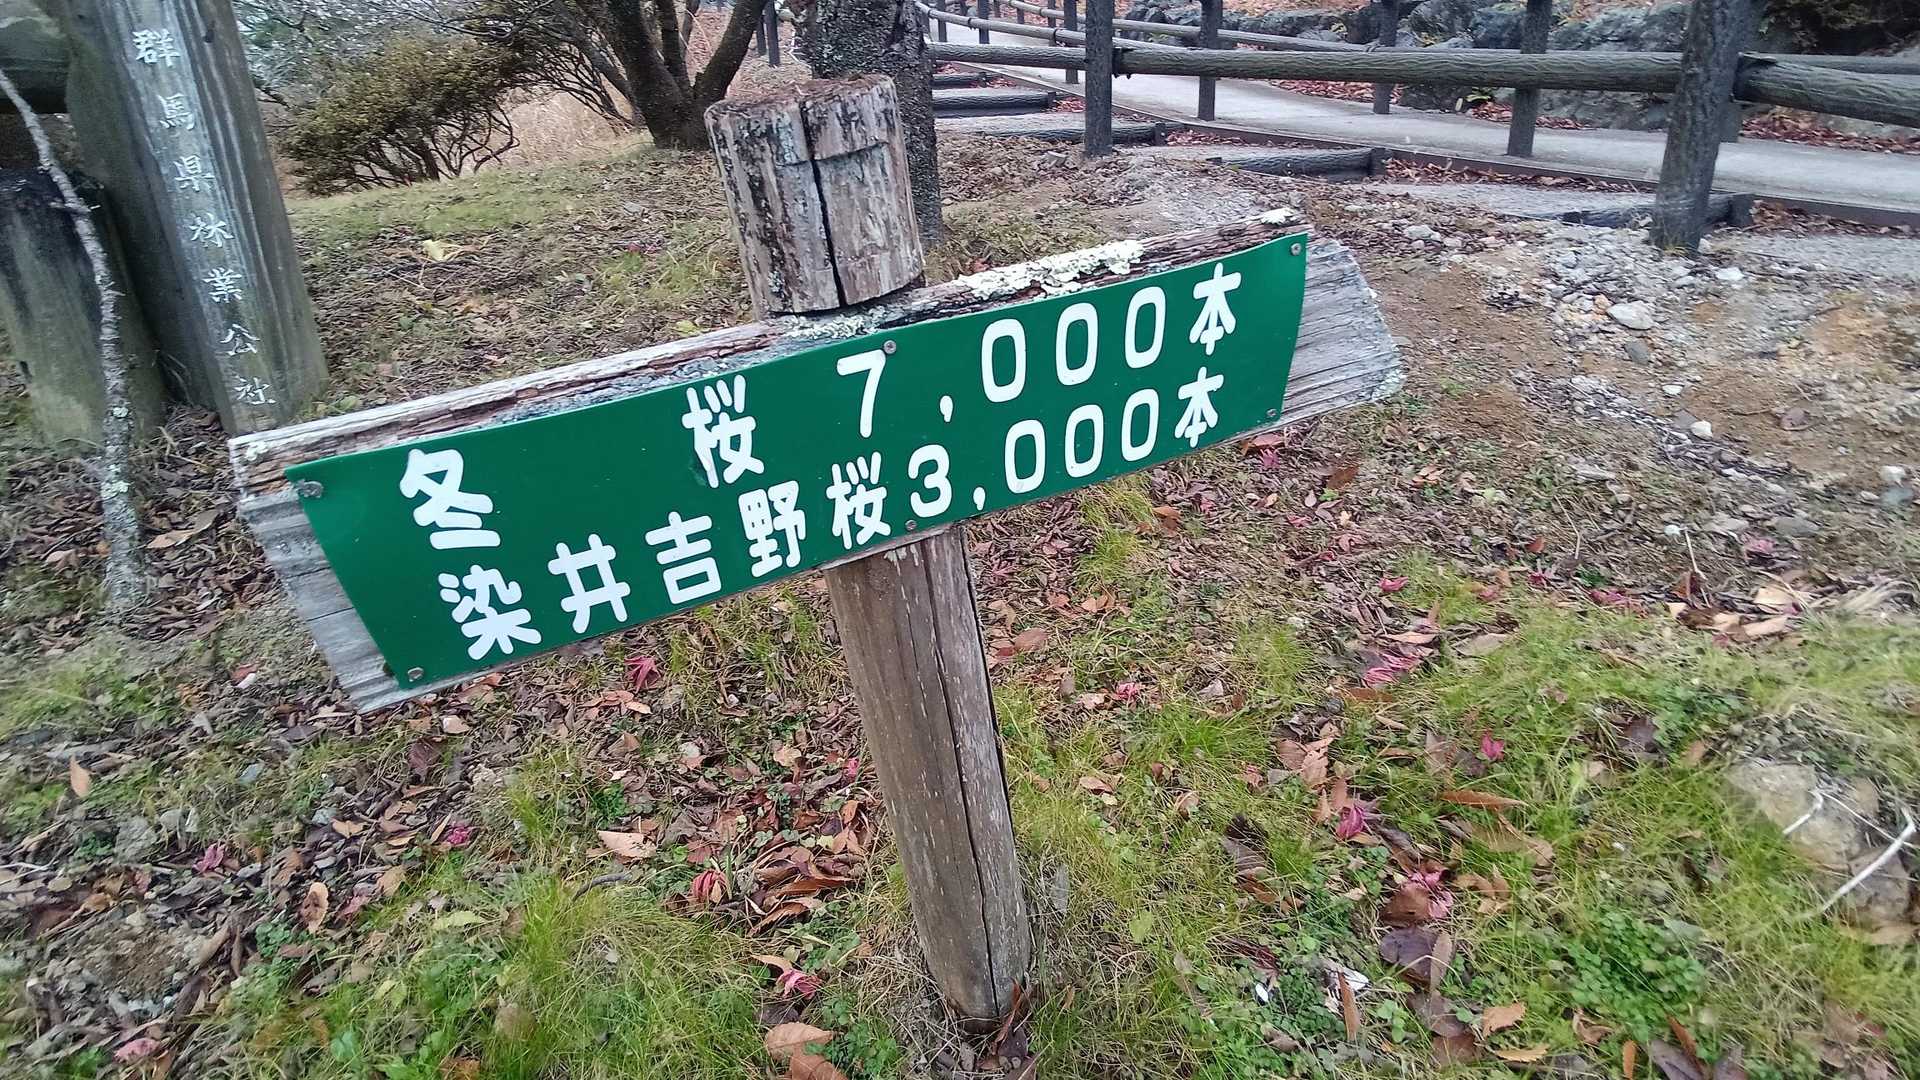 群馬県林業公社
冬 桜 7,000本
染井吉野桜3,000本